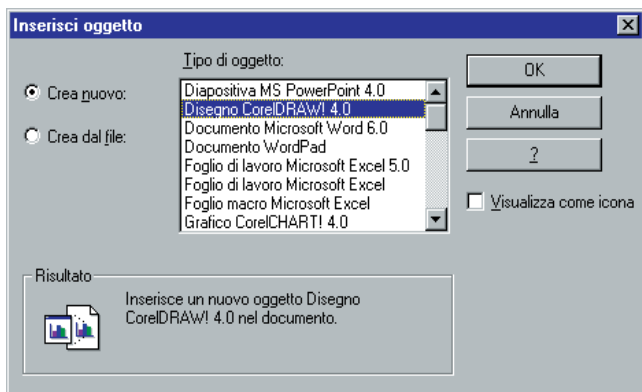 Inserisci oggetto
Tipo di oggetto:
Crea nuovo:
Crea dal file:
Diapositiva MS PowerPoint 4.0
Disegno CorelDRAW! 4.0
Documento Microsoft Word 6.0
Documento WordPad
Foglio di lavoro Microsoft Excel 5.0
Foglio di lavoro Microsoft Excel
Foglio macro Microsoft Excel
Grafico CorelCHART! 4.0
OK
Annulla
?
Visualizza come icona
Risultato
Inserisce un nuovo oggetto Disegno
CorelDRAW! 4.0 nel documento.